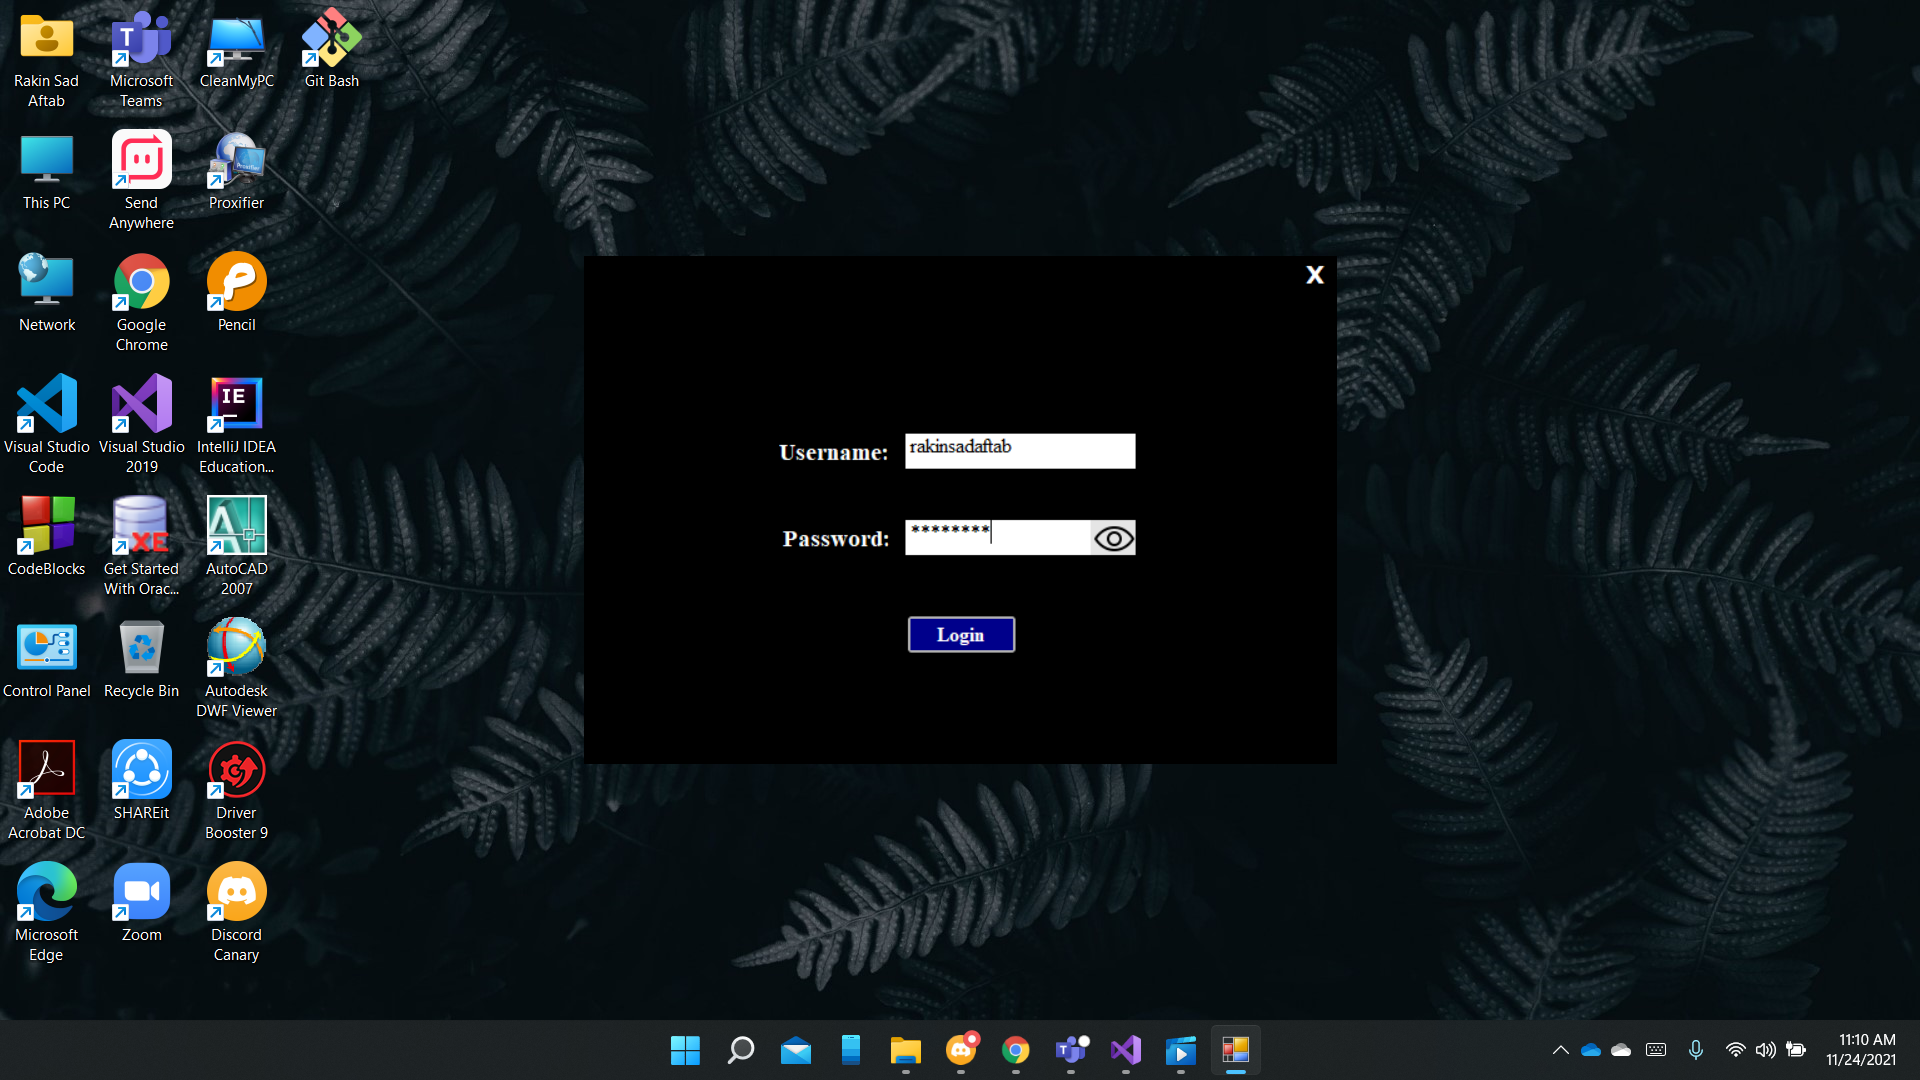 Rakin Sad
Aftab
Microsoft
Teams
CleanMyPC
Git Bash
This PC
Send
Anywhere
Proxifier
Network
Google
Chrome
Pencil
Visual Studio
Code
Visual Studio
2019
IntelliJ IDEA
Education...
CodeBlocks
Get Started
With Orac...
AutoCAD
2007
Control Panel
Recycle Bin
Autodesk
DWF Viewer
Adobe
Acrobat DC
SHAREit
Driver
Booster 9
Microsoft
Edge
Zoom
Discord
Canary
X
Username: rakinsadaftab
Password: ********
Login
11:10 AM
11/24/2021